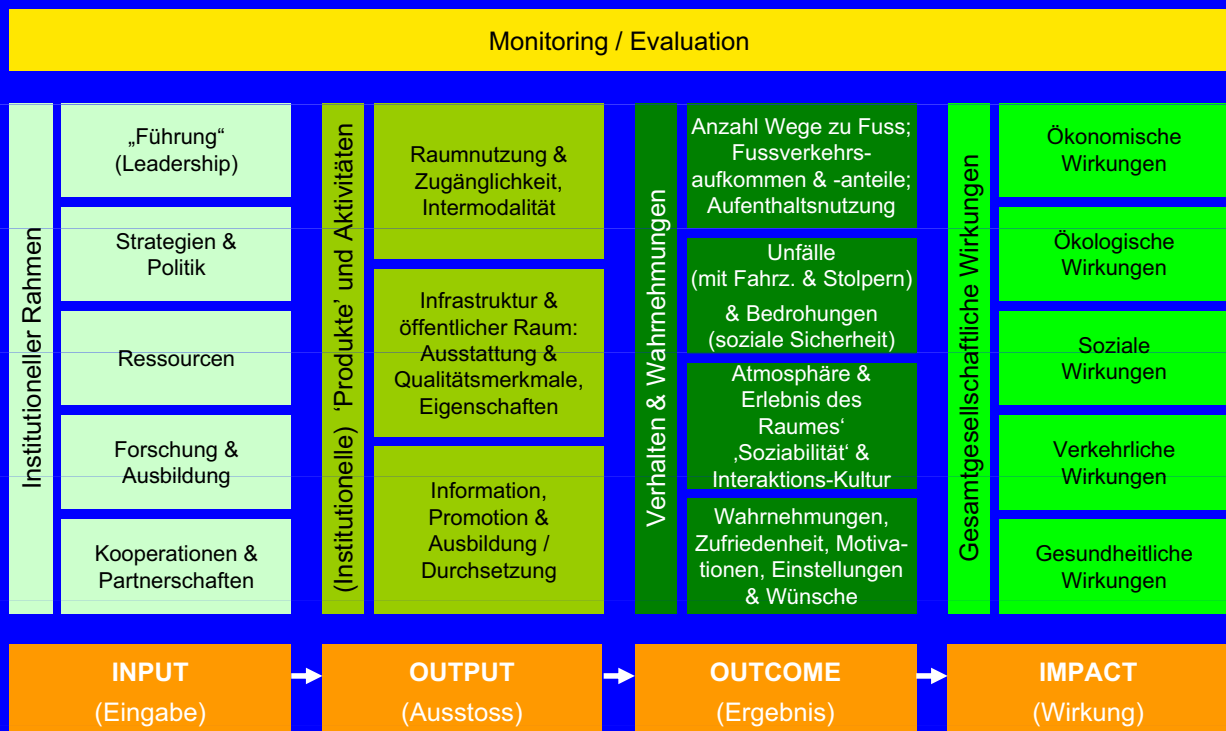 Monitoring / Evaluation
Institutioneller Rahmen
„Führung“
(Leadership)
Strategien &
Politik
Ressourcen
Forschung &
Ausbildung
Kooperationen &
Partnerschaften
(Institutionelle) ‘Produkte’ und Aktivitäten
Raumnutzung &
Zugänglichkeit,
Intermodalität
Infrastruktur &
öffentlicher Raum:
Ausstattung &
Qualitätsmerkmale,
Eigenschaften
Information,
Promotion &
Ausbildung /
Durchsetzung
Verhalten & Wahrnehmungen
Anzahl Wege zu Fuss;
Fussverkehrs-
aufkommen & -anteile;
Aufenthaltsnutzung
Unfälle
(mit Fahrz. & Stolpern)
& Bedrohungen
(soziale Sicherheit)
Atmosphäre &
Erlebnis des
Raumes‘
‚Soziabilität‘ &
Interaktions-Kultur
Wahrnehmungen,
Zufriedenheit, Motiva-
tionen, Einstellungen
& Wünsche
Gesamtgesellschaftliche Wirkungen
Ökonomische
Wirkungen
Ökologische
Wirkungen
Soziale
Wirkungen
Verkehrliche
Wirkungen
Gesundheitliche
Wirkungen
INPUT
(Eingabe)
OUTPUT
(Ausstoss)
OUTCOME
(Ergebnis)
IMPACT
(Wirkung)